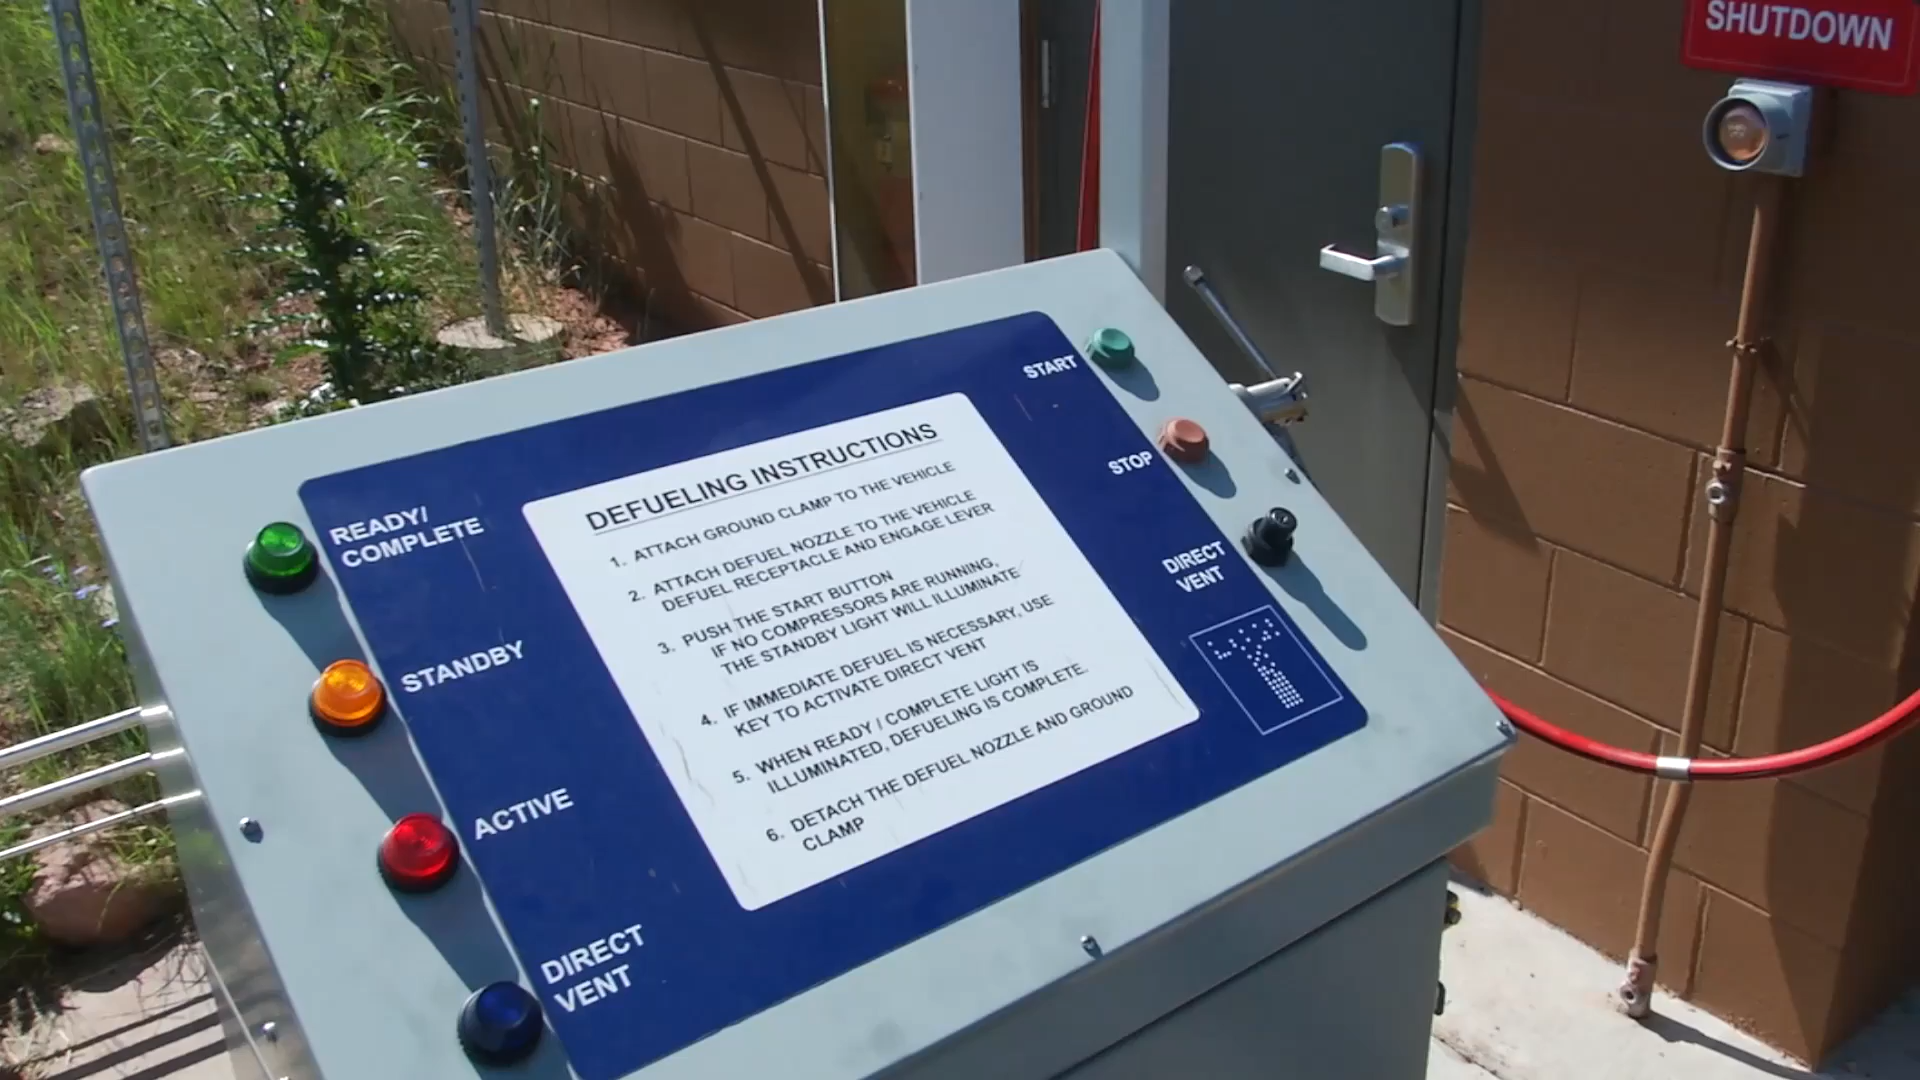 SHUTDOWN
START
STOP
DIRECT
VENT
READY/
COMPLETE
STANDBY
ACTIVE
DIRECT
VENT
DEFUELING INSTRUCTIONS
1. ATTACH GROUND CLAMP TO THE VEHICLE
2. ATTACH DEFUEL NOZZLE TO THE VEHICLE
DEFUEL RECEPTACLE AND ENGAGE LEVER
3. PUSH THE START BUTTON
IF NO COMPRESSORS ARE RUNNING,
THE STANDBY LIGHT WILL ILLUMINATE
4. IF IMMEDIATE DEFUEL IS NECESSARY, USE
KEY TO ACTIVATE DIRECT VENT
5. WHEN READY / COMPLETE LIGHT IS
ILLUMINATED, DEFUELING IS COMPLETE.
6. DETACH THE DEFUEL NOZZLE AND GROUND
CLAMP